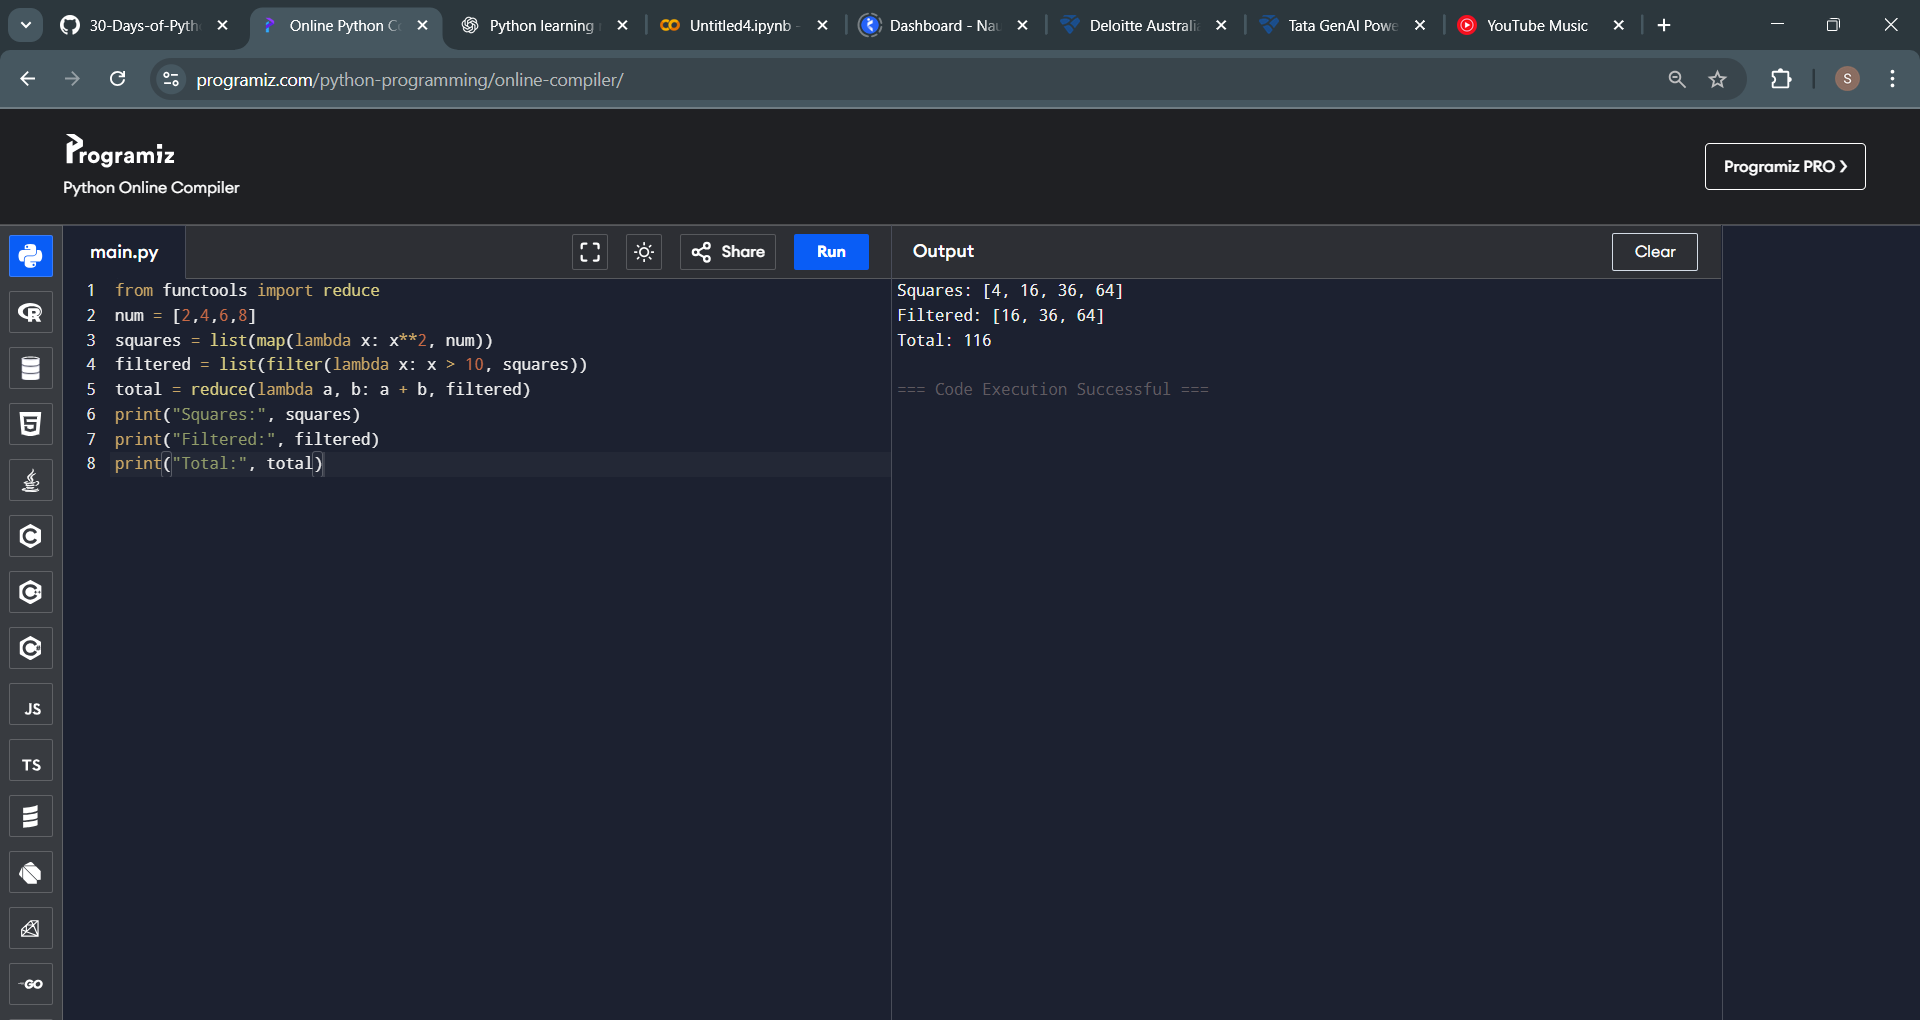 30-Days-of-Pyth
Online Python C
Python learning
Untitled4.ipynb -
Dashboard - Nau
Deloitte Australi
Tata GenAI Powe
YouTube Music
programiz.com/python-programming/online-compiler/
S
Programiz
Python Online Compiler
Programiz PRO
main.py
Share
Run
Output
Clear
1 from functools import reduce
2 num = [2,4,6,8]
3 squares = list(map(lambda x: x**2, num))
4 filtered = list(filter(lambda x: x > 10, squares))
5 total = reduce(lambda a, b: a + b, filtered)
6 print("Squares:", squares)
7 print("Filtered:", filtered)
8 print("Total:", total)
Squares: [4, 16, 36, 64]
Filtered: [16, 36, 64]
Total: 116
=== Code Execution Successful ===
R
5
C
C
C
JS
TS
GO